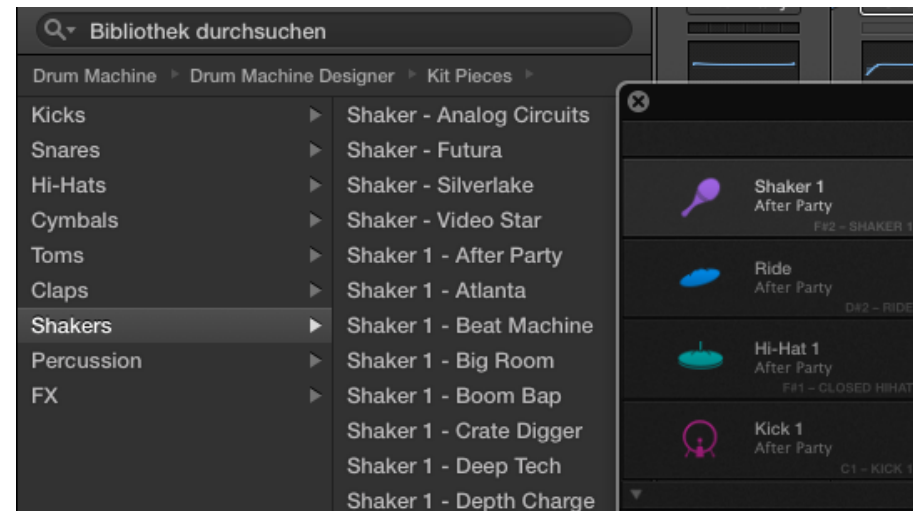 Bibliothek durchsuchen
Drum Machine Drum Machine Designer Kit Pieces
Kicks
Snares
Hi-Hats
Cymbals
Toms
Claps
Shakers
Percussion
FX
Shaker - Analog Circuits
Shaker - Futura
Shaker - Silverlake
Shaker - Video Star
Shaker 1 - After Party
Shaker 1 - Atlanta
Shaker 1 - Beat Machine
Shaker 1 - Big Room
Shaker 1 - Boom Bap
Shaker 1 - Crate Digger
Shaker 1 - Deep Tech
Shaker 1 - Depth Charge
Shaker 1
After Party
F#2 – SHAKER 1
Ride
After Party
D#2 – RIDE
Hi-Hat 1
After Party
F#1 – CLOSED HIHAT
Kick 1
After Party
C1 – KICK 1